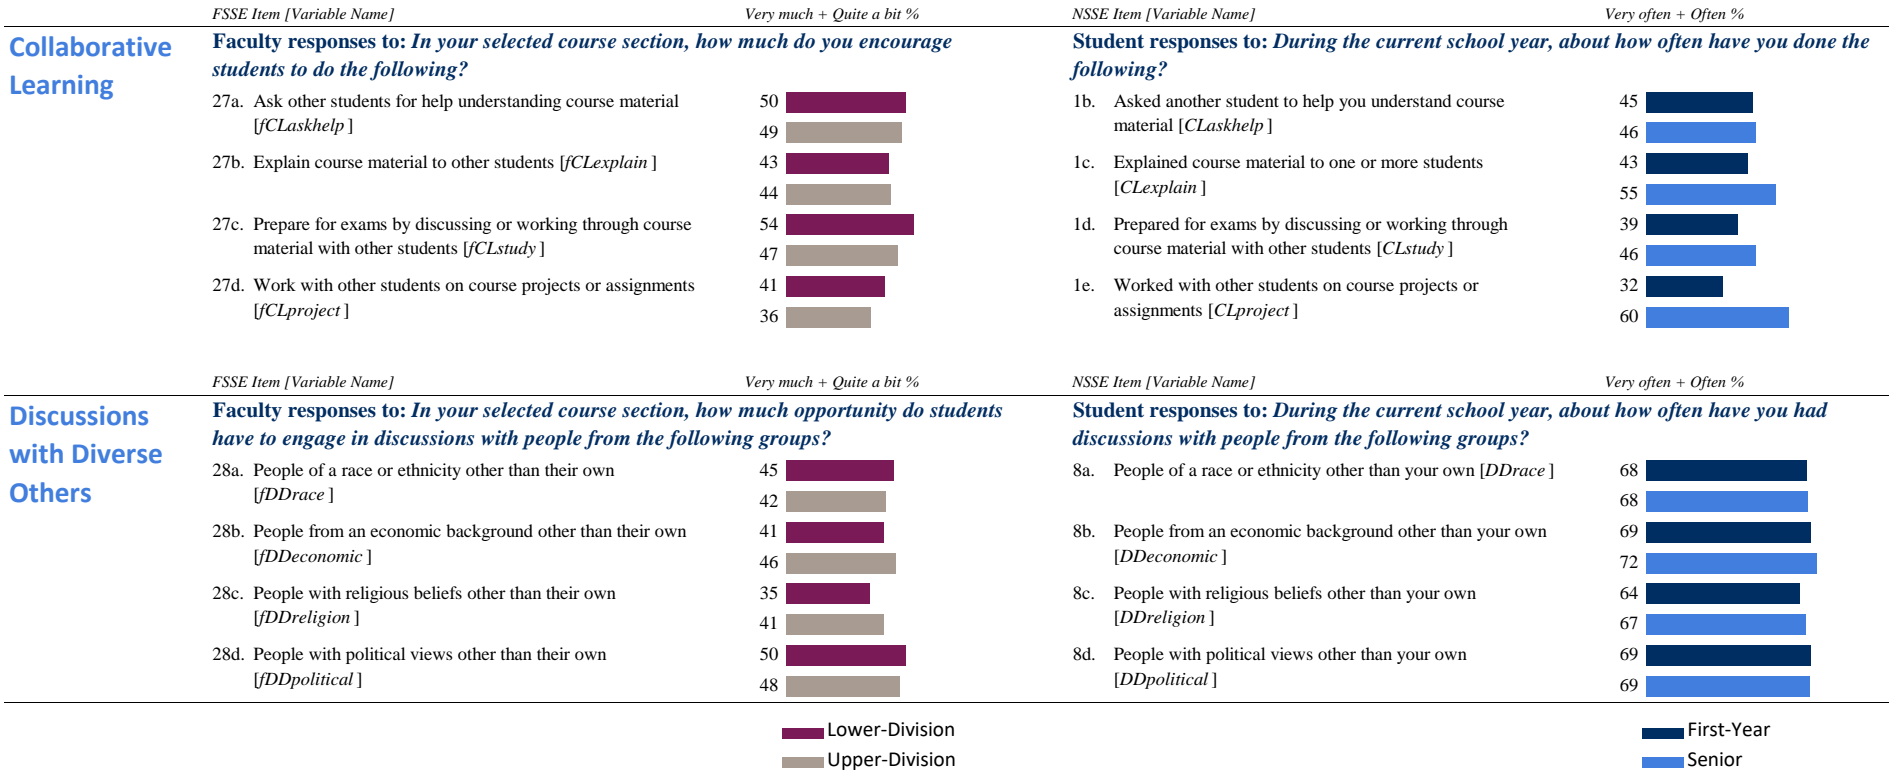 FSSE Item [Variable Name] Very much + Quite a bit % NSSE Item [Variable Name] Very often + Often %
Collaborative
Learning
Faculty responses to: In your selected course section, how much do you encourage
students to do the following?
Student responses to: During the current school year, about how often have you done the
following?
27a. Ask other students for help understanding course material 50
[fCLaskhelp ] 49
1b. Asked another student to help you understand course 45
material [CLaskhelp ] 46
27b. Explain course material to other students [fCLexplain ] 43
44
1c. Explained course material to one or more students 43
[CLexplain ] 55
27c. Prepare for exams by discussing or working through course 54
material with other students [fCLstudy ] 47
1d. Prepared for exams by discussing or working through 39
course material with other students [CLstudy ] 46
27d. Work with other students on course projects or assignments 41
[fCLproject ] 36
1e. Worked with other students on course projects or 32
assignments [CLproject ] 60
FSSE Item [Variable Name] Very much + Quite a bit % NSSE Item [Variable Name] Very often + Often %
Discussions
with Diverse
Others
Faculty responses to: In your selected course section, how much opportunity do students
have to engage in discussions with people from the following groups?
Student responses to: During the current school year, about how often have you had
discussions with people from the following groups?
28a. People of a race or ethnicity other than their own 45
[fDDrace ] 42
8a. People of a race or ethnicity other than your own [DDrace ] 68
68
28b. People from an economic background other than their own 41
[fDDeconomic ] 46
8b. People from an economic background other than your own 69
[DDeconomic ] 72
28c. People with religious beliefs other than their own 35
[fDDreligion ] 41
8c. People with religious beliefs other than your own 64
[DDreligion ] 67
28d. People with political views other than their own 50
[fDDpolitical ] 48
8d. People with political views other than your own 69
[DDpolitical ] 69
Lower-Division
Upper-Division
First-Year
Senior